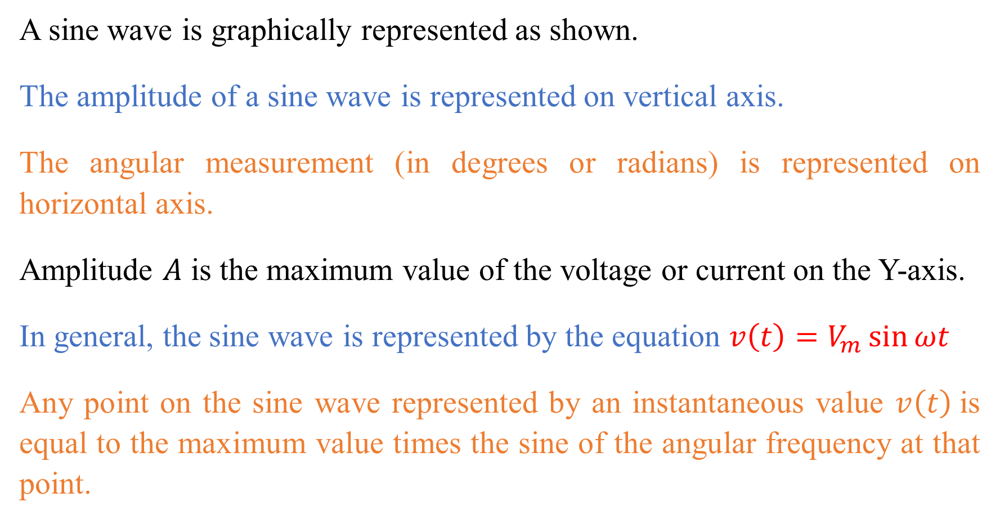 A sine wave is graphically represented as shown.
The amplitude of a sine wave is represented on vertical axis.
The angular measurement (in degrees or radians) is represented on
horizontal axis.
Amplitude A is the maximum value of the voltage or current on the Y-axis.
In general, the sine wave is represented by the equation v(t) = Vₘ sin ωt
Any point on the sine wave represented by an instantaneous value v(t) is
equal to the maximum value times the sine of the angular frequency at that
point.